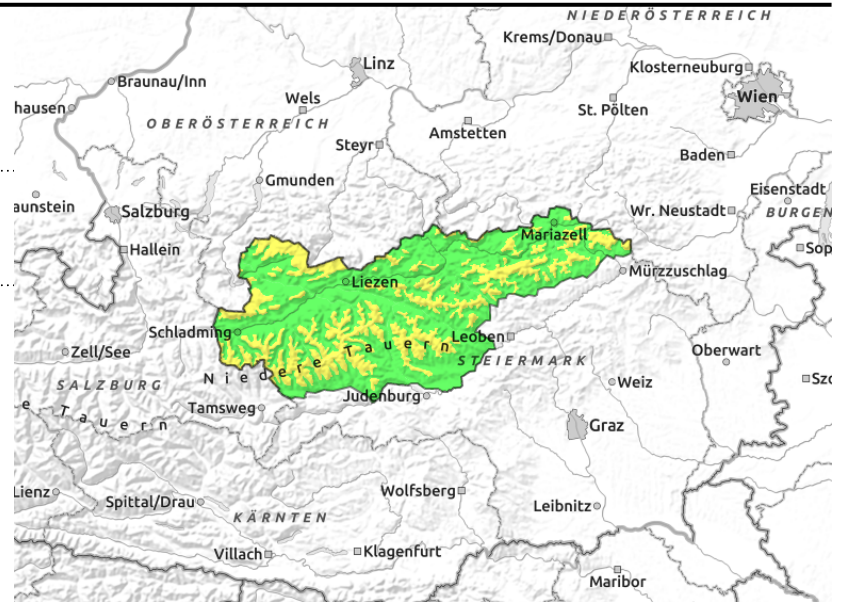 NIEDERÖSTERREICH
Krems/Donau
Linz
Klosterneuburg
Braunau/Inn
Wien
hausen
Wels
St. Pölten
OBERÖSTERREICH
Amstetten
Steyr
Baden
Gmunden
Eisenstadt
aunstein
Salzburg
Wr. Neustadt
BURGEN
Mariazell
Hallein
Sop
Mürzzuschlag
Liezen
Schladming
Leoben
Niedere Tauern
Zell/See
STEIERMARK
Oberwart
SALZBURG
Weiz
Szo
Judenburg
Tamsweg
e Tauern
Graz
Lienz
Spittal/Drau
Wolfsberg
Leibnitz
KÄRNTEN
Villach
Klagenfurt
Maribor